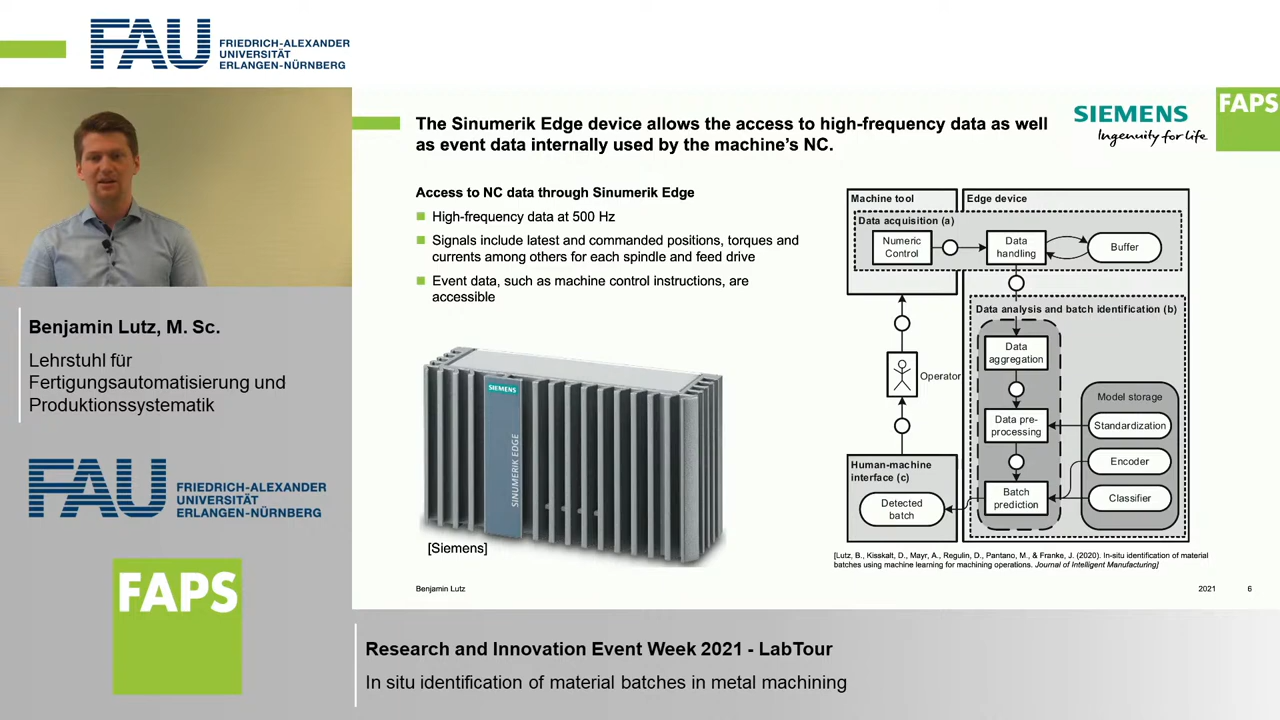 FAU FRIEDRICH-ALEXANDER
UNIVERSITÄT
ERLANGEN-NÜRNBERG
The Sinumerik Edge device allows the access to high-frequency data as well
as event data internally used by the machine's NC.
SIEMENS
Ingenuity for life
FAPS
Access to NC data through Sinumerik Edge
High-frequency data at 500 Hz
Signals include latest and commanded positions, torques and
currents among others for each spindle and feed drive
Event data, such as machine control instructions, are
accessible
SIEMENS
SINUMERIK EDGE
[Siemens]
Machine tool
Edge device
Data acquisition (a)
Numeric
Control
Data
handling
Buffer
Data analysis and batch identification (b)
Data
aggregation
Operator
Model storage
Data pre-
processing
Standardization
Encoder
Human-machine
interface (c)
Batch
prediction
Classifier
Detected
batch
[Lutz, B., Kisskalt, D., Mayr, A., Regulin, D., Pantano, M., & Franke, J. (2020). In-situ identification of material
batches using machine learning for machining operations. Journal of Intelligent Manufacturing]
Benjamin Lutz
2021
6
Benjamin Lutz, M. Sc.
Lehrstuhl für
Fertigungsautomatisierung und
Produktionssystematik
FAU FRIEDRICH-ALEXANDER
UNIVERSITÄT
ERLANGEN-NÜRNBERG
FAPS
Research and Innovation Event Week 2021 - LabTour
In situ identification of material batches in metal machining